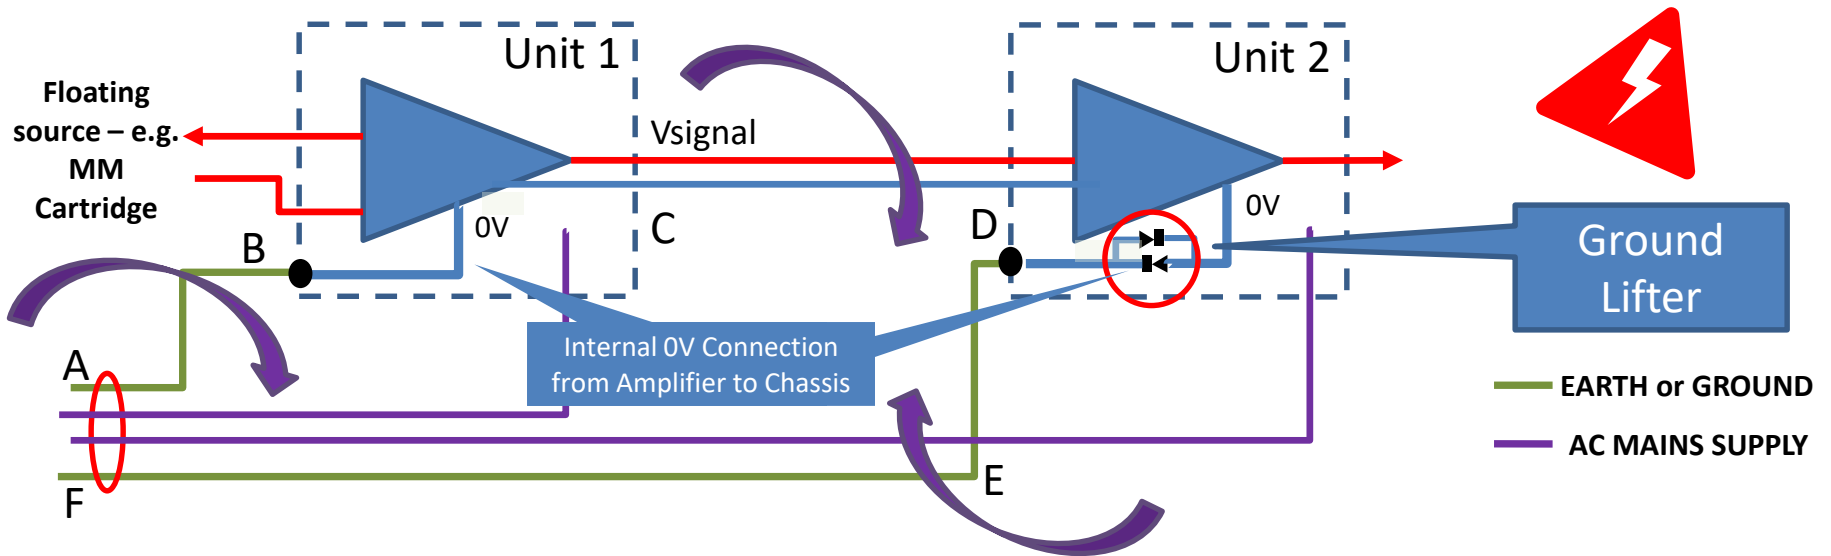 Unit 1
Unit 2
Floating
source – e.g.
MM
Cartridge
Vsignal
0V
0V
B
C
D
Ground
Lifter
Internal 0V Connection
from Amplifier to Chassis
A
EARTH or GROUND
AC MAINS SUPPLY
F
E